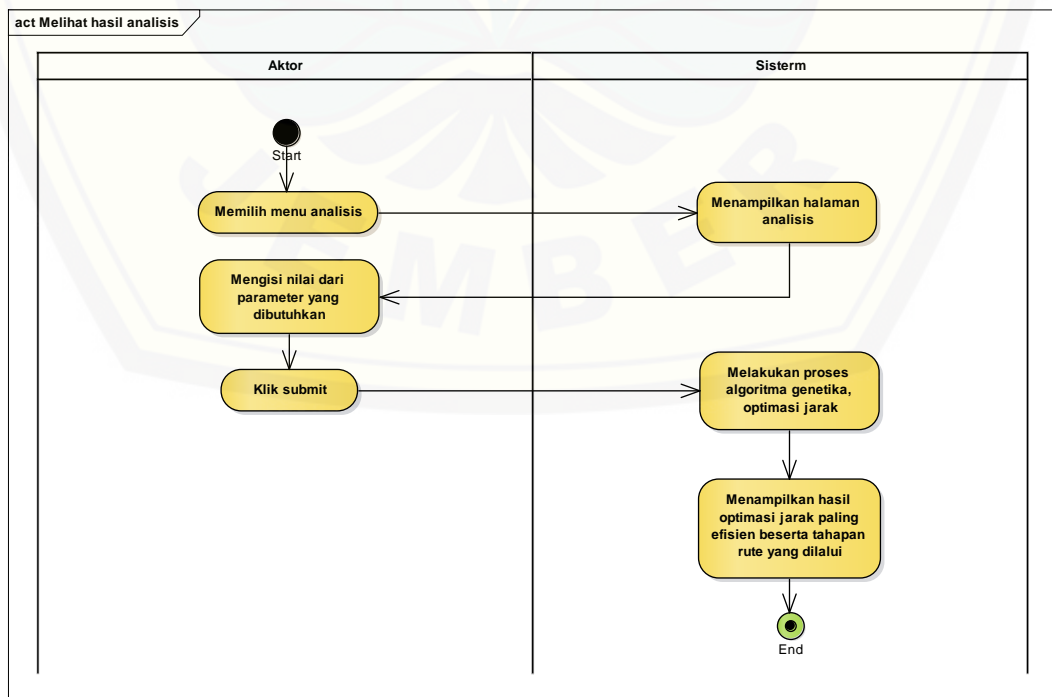 act Melihat hasil analisis
Aktor
Sisterm
Start
Memilih menu analisis
Menampilkan halaman
analisis
Mengisi nilai dari
parameter yang
dibutuhkan
Klik submit
Melakukan proses
algoritma genetika,
optimasi jarak
Menampilkan hasil
optimasi jarak paling
efisien beserta tahapan
rute yang dilalui
End
JEMBER